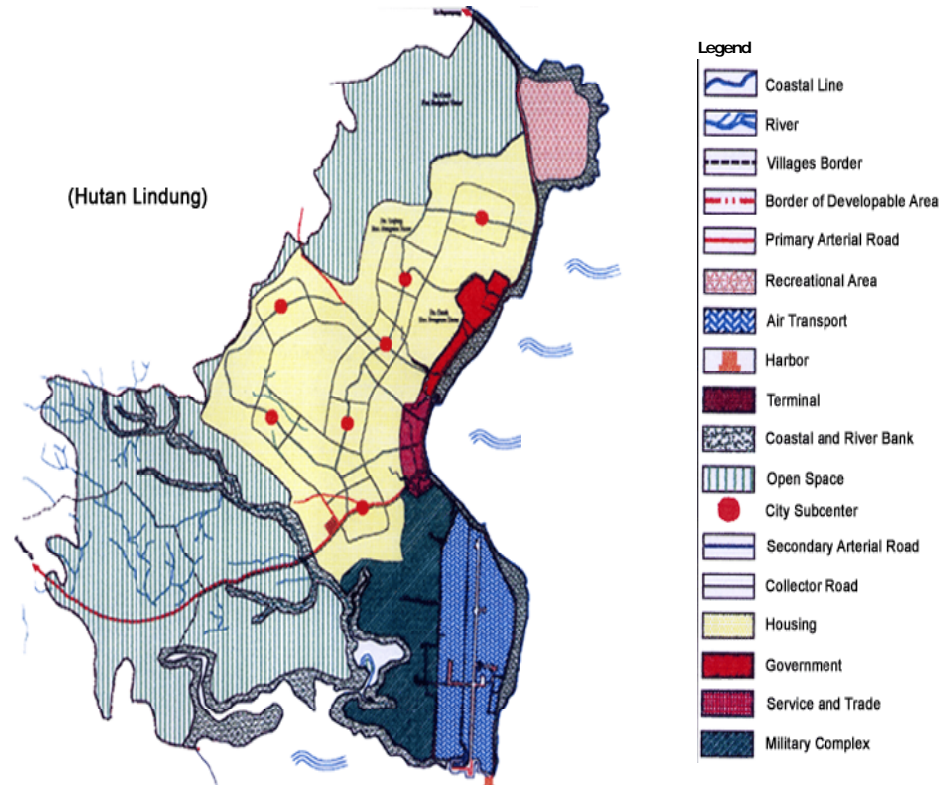 (Hutan Lindung)
Legend
Coastal Line
River
Villages Border
Border of Developable Area
Primary Arterial Road
Recreational Area
Air Transport
Harbor
Terminal
Coastal and River Bank
Open Space
City Subcenter
Secondary Arterial Road
Collector Road
Housing
Government
Service and Trade
Military Complex